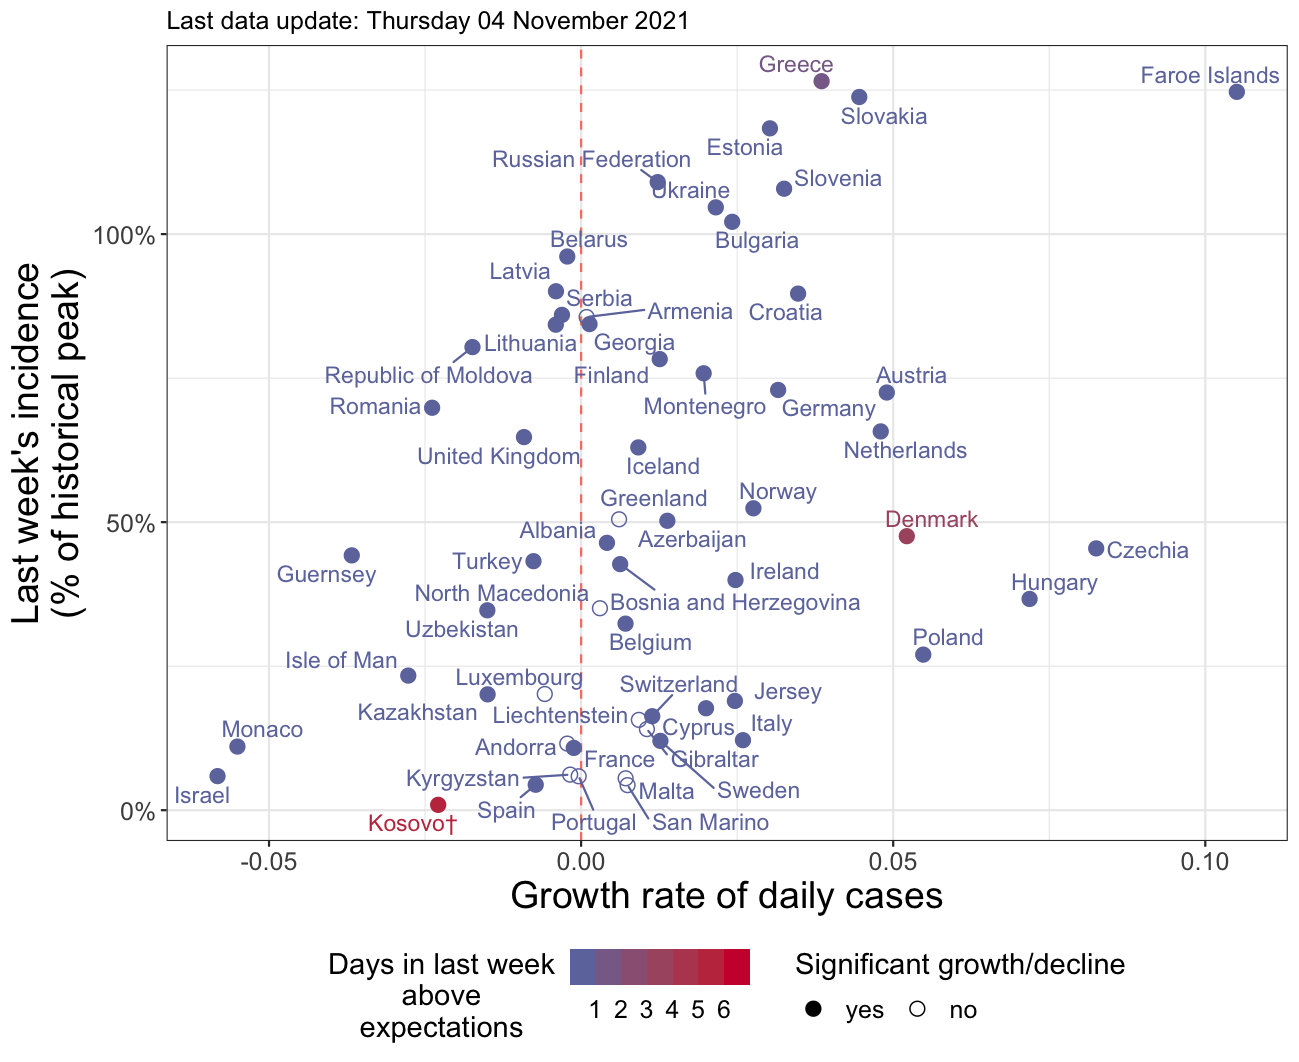 Last data update: Thursday 04 November 2021
Greece
Faroe Islands
Slovakia
Estonia
Russian Federation
Slovenia
Ukraine
100%
Belarus
Bulgaria
Latvia
Serbia
Armenia
Croatia
Lithuania
Georgia
Republic of Moldova
Finland
Austria
Romania
Montenegro
Germany
United Kingdom
Netherlands
Iceland
Norway
Greenland
50%
Denmark
Albania
Azerbaijan
Czechia
Turkey
Guernsey
Ireland
Hungary
North Macedonia
Bosnia and Herzegovina
Uzbekistan
Belgium
Poland
Isle of Man
Luxembourg
Switzerland
Jersey
Kazakhstan
Liechtenstein
Cyprus
Italy
Monaco
Andorra
France
Gibraltar
Kyrgyzstan
Malta
Sweden
Israel
Spain
0%
Kosovo†
Portugal
San Marino
Last week's incidence
(% of historical peak)
-0.05
0.00
0.05
0.10
Growth rate of daily cases
Days in last week
above
expectations
1 2 3 4 5 6
Significant growth/decline
yes
no